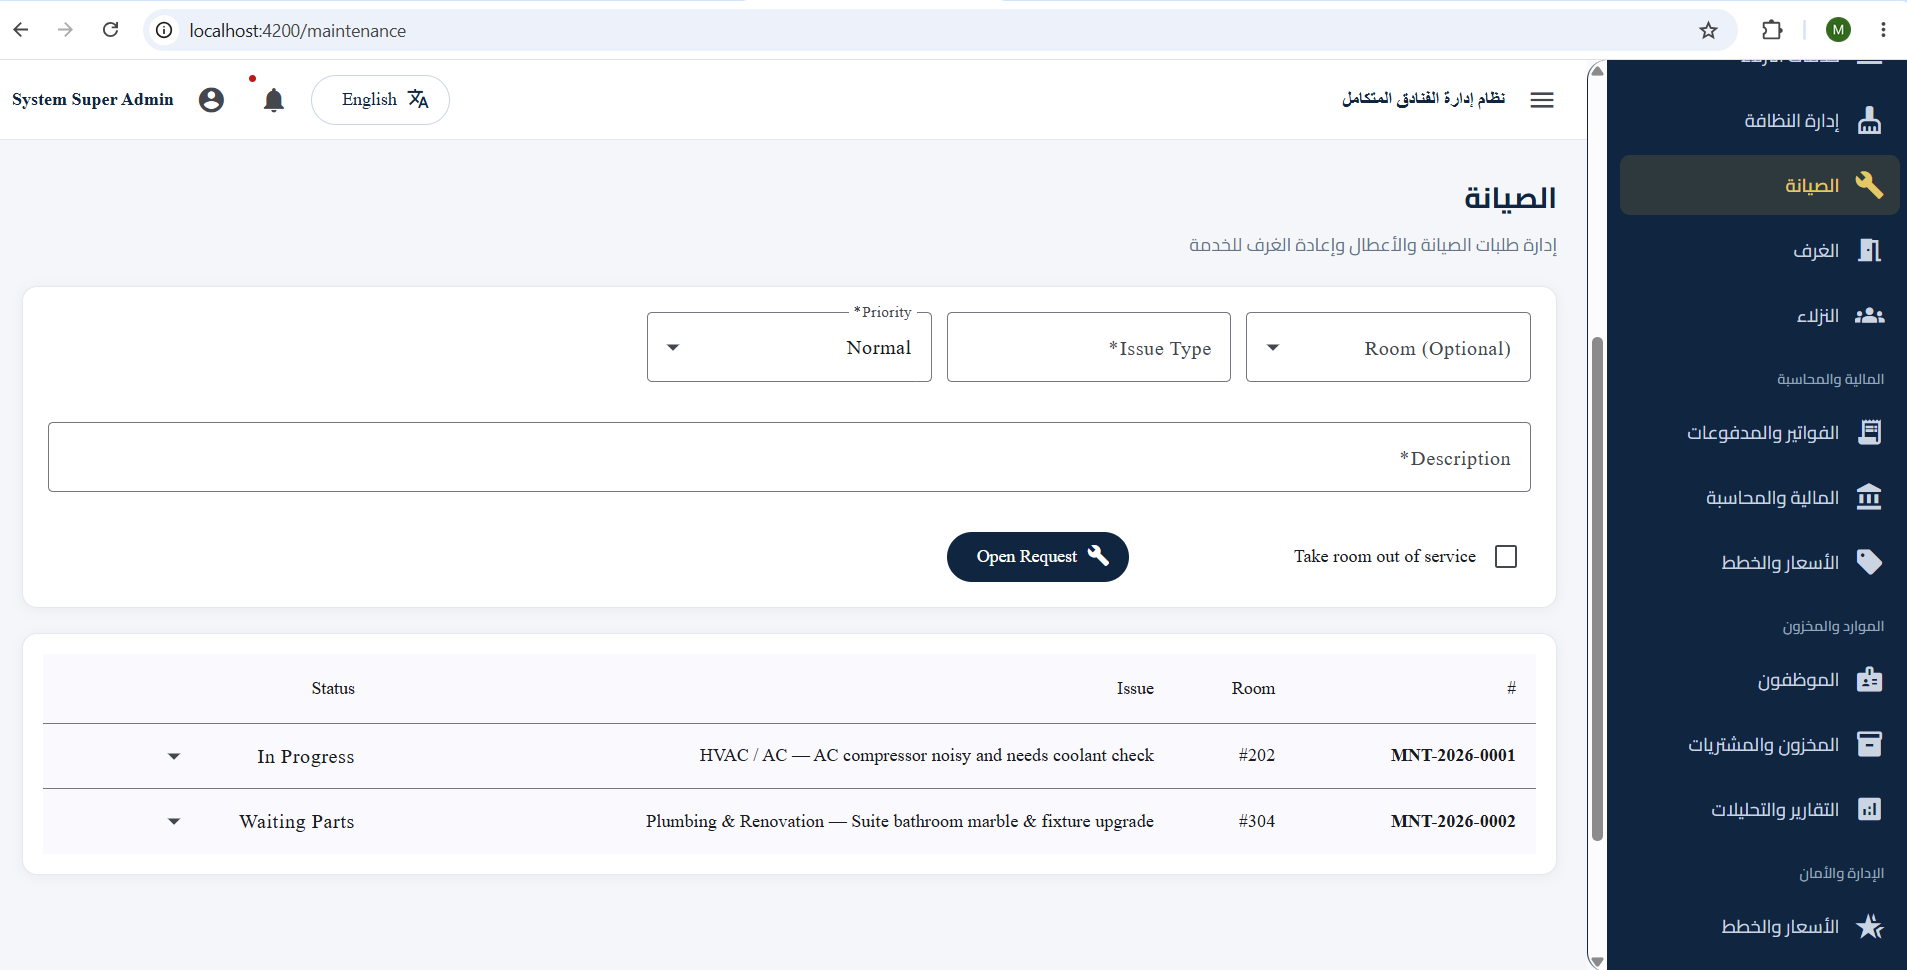 localhost:4200/maintenance
M
نظام إدارة الفنادق المتكامل
English
System Super Admin
إدارة النظافة
الصيانة
الغرف
النزلاء
المالية والمحاسبة
الفواتير والمدفوعات
المالية والمحاسبة
الأسعار والخطط
الموارد والمخزون
الموظفون
المخزون والمشتريات
التقارير والتحليلات
الإدارة والأمان
الأسعار والخطط
الصيانة
إدارة طلبات الصيانة والأعطال وإعادة الغرف للخدمة
Room (Optional)
*Issue Type
*Priority
Normal
*Description
Take room out of service
Open Request
# Room Issue Status
MNT-2026-0001 #202 HVAC / AC — AC compressor noisy and needs coolant check In Progress
MNT-2026-0002 #304 Plumbing & Renovation — Suite bathroom marble & fixture upgrade Waiting Parts